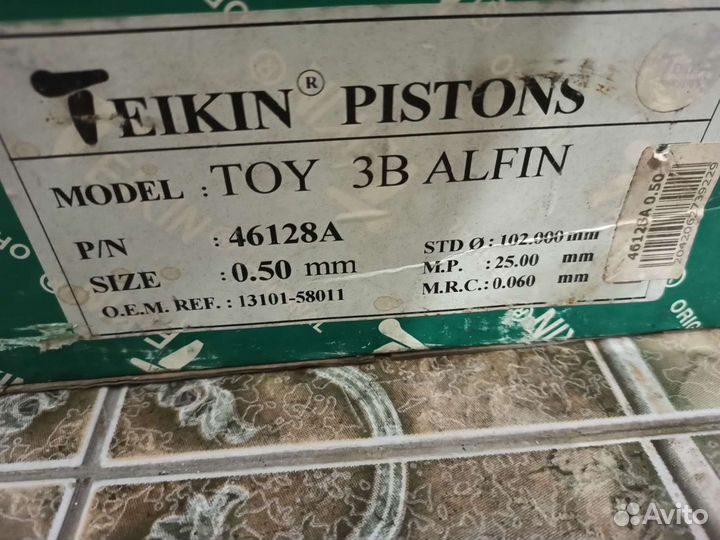 TEIKIN® PISTONS
MODEL : TOY 3B ALFIN
P/N : 46128A
SIZE : 0.50 mm
O.E.M. REF. : 13101-58011
STD Ø : 102.000 mm
M.P. : 25.00
M.R.C. : 0.060 mm
46128A 0.50
Avito